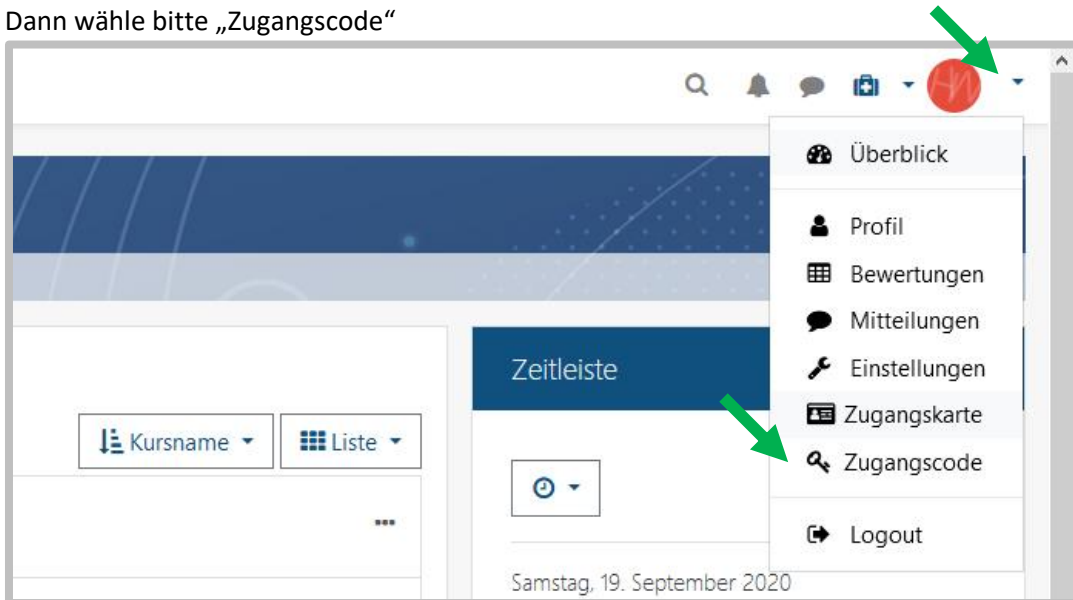 Dann wähle bitte „Zugangscode“
HW
Überblick
Profil
Bewertungen
Mitteilungen
Einstellungen
Zugangskarte
Zugangscode
Logout
Zeitleiste
Kursname
Liste
Samstag, 19. September 2020